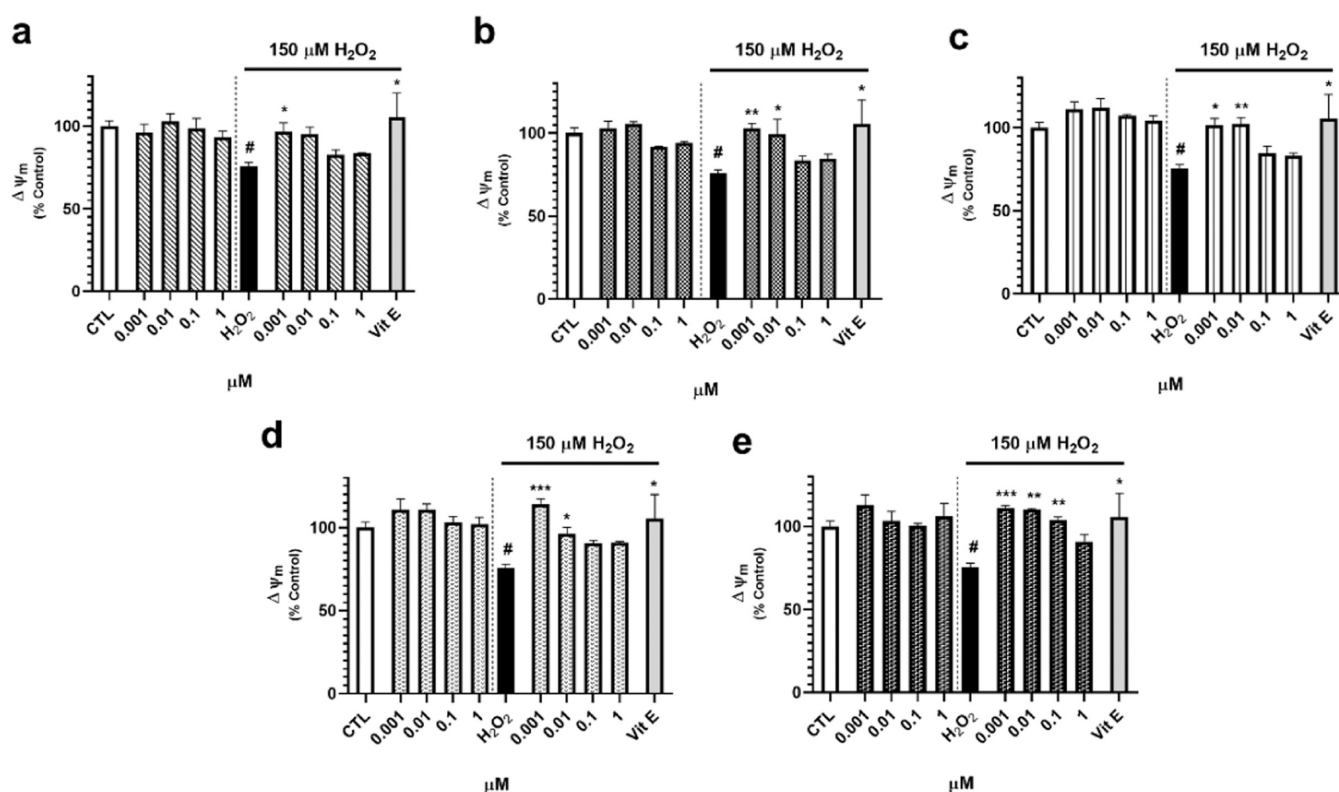 a
150 μM H₂O₂
Δ Ψm
(% Control)
100
50
0
*
#
*
CTL
0.001
0.01
0.1
1
H₂O₂
0.001
0.01
0.1
1
Vit E
μM
b
150 μM H₂O₂
Δ Ψm
(% Control)
100
50
0
**
*
#
*
CTL
0.001
0.01
0.1
1
H₂O₂
0.001
0.01
0.1
1
Vit E
μM
c
150 μM H₂O₂
Δ Ψm
(% Control)
100
50
0
*
**
#
*
CTL
0.001
0.01
0.1
1
H₂O₂
0.001
0.01
0.1
1
Vit E
μM
d
150 μM H₂O₂
Δ Ψm
(% Control)
100
50
0
***
*
#
*
CTL
0.001
0.01
0.1
1
H₂O₂
0.001
0.01
0.1
1
Vit E
μM
e
150 μM H₂O₂
Δ Ψm
(% Control)
100
50
0
***
**
**
#
*
CTL
0.001
0.01
0.1
1
H₂O₂
0.001
0.01
0.1
1
Vit E
μM